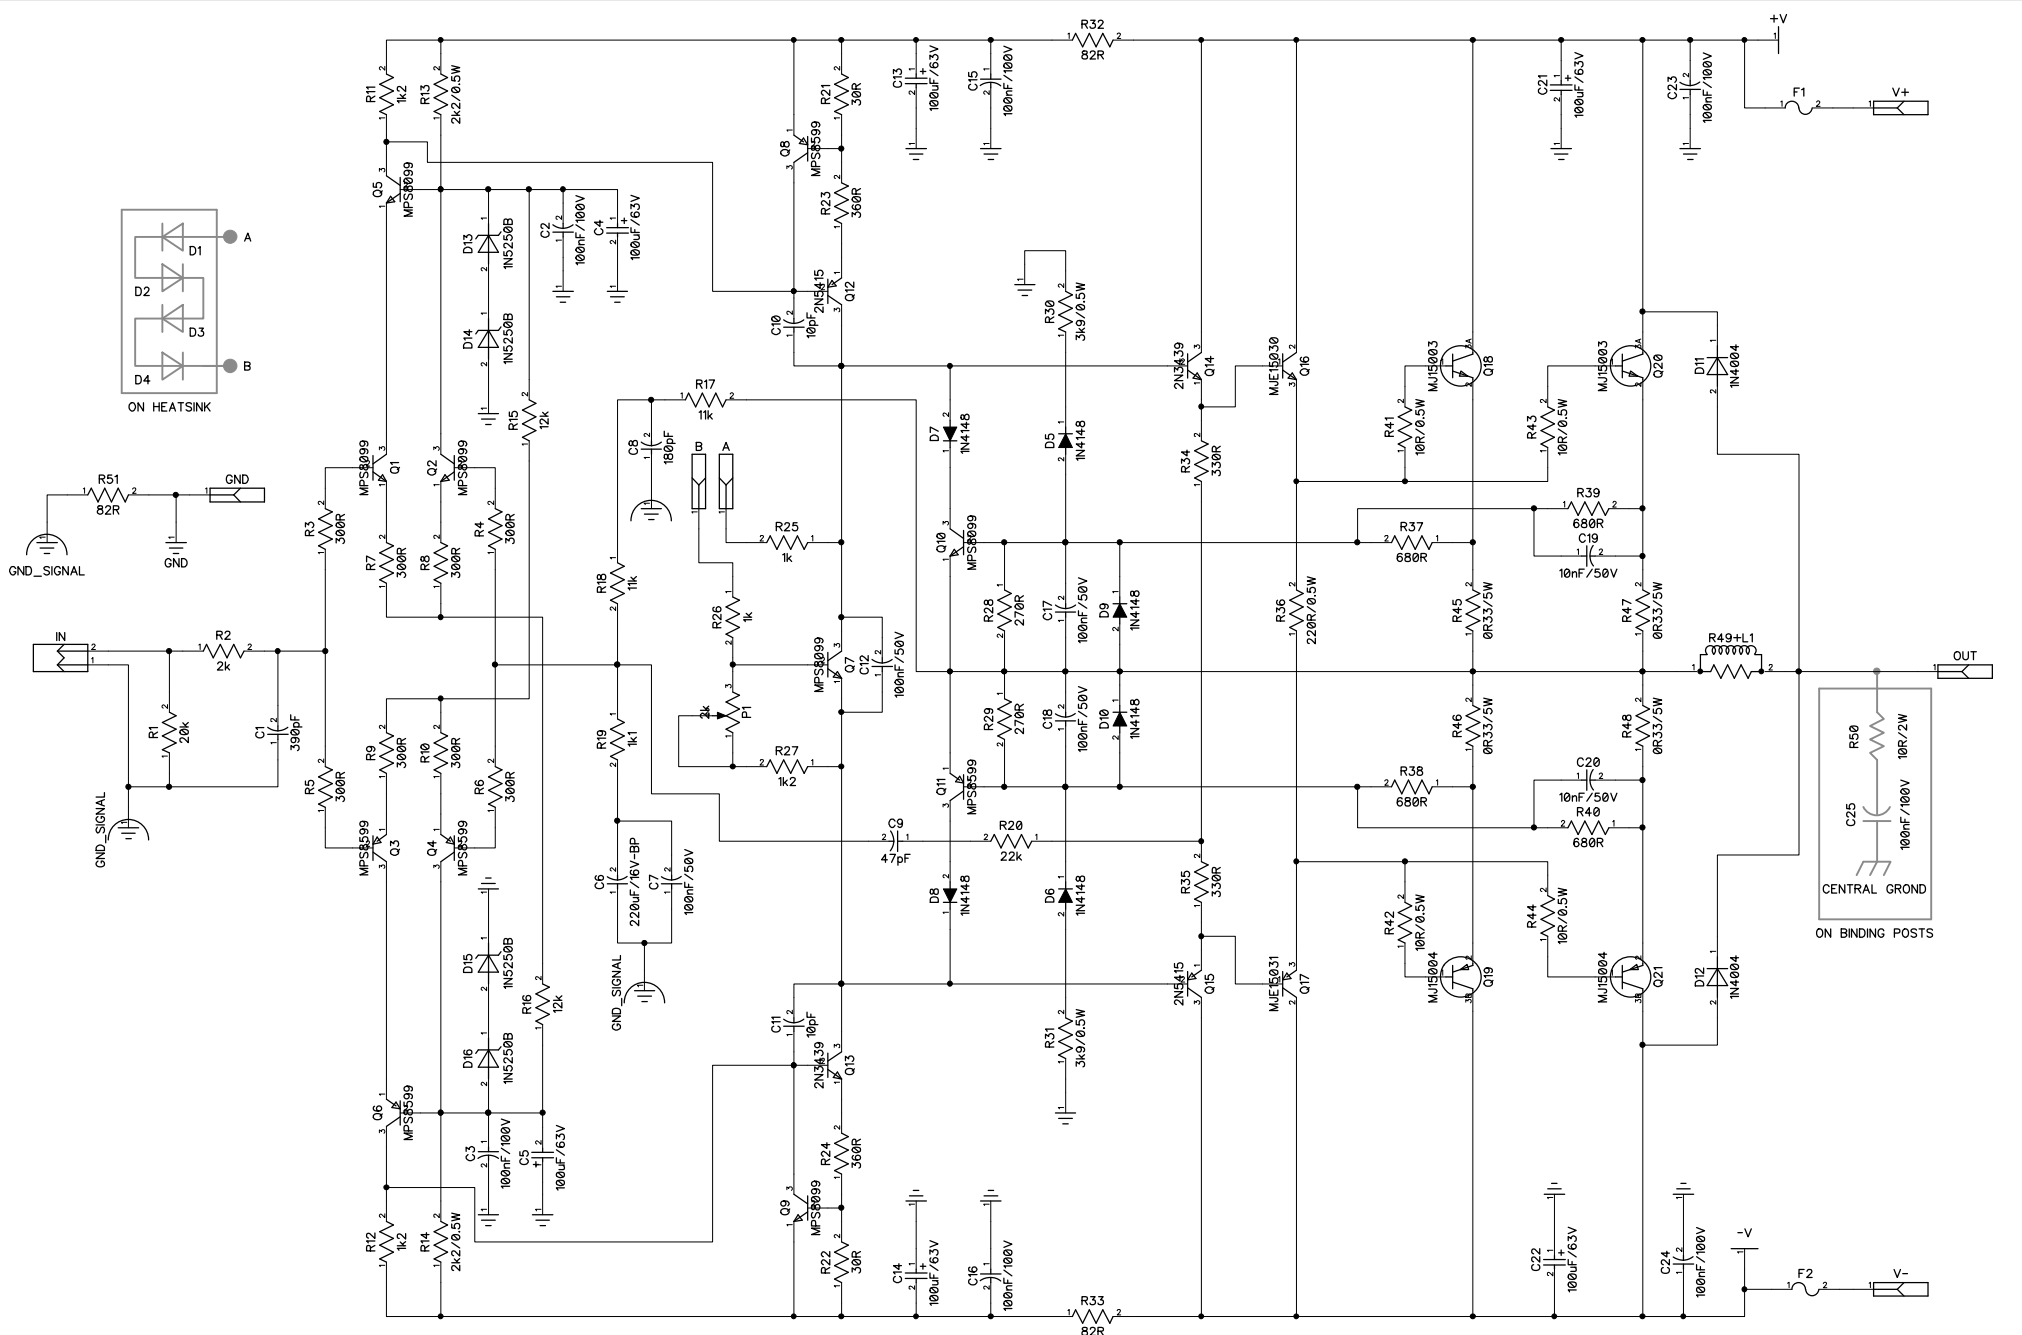 R32
82R
+V
R11
1k2
R13
2k2/0.5W
R21
30R
C13
100uF/63V
C15
100nF/100V
C21
100uF/63V
C23
100nF/100V
F1
V+
Q8
MPS8599
Q5
MPS8099
R23
360R
D13
1N5250B
C2
100nF/100V
C4
100uF/63V
D1
A
D2
D3
D4
B
ON HEATSINK
D14
1N5250B
Q12
2N5415
C10
10pF
R30
3k9/0.5W
2N3439
Q14
MJE15030
Q16
MJ15003
Q18
MJ15003
Q20
D11
1N4004
R15
12k
R17
11k
C8
180pF
B
A
D7
1N4148
D5
1N4148
R34
330R
R41
10R/0.5W
R43
10R/0.5W
R51
82R
GND
GND_SIGNAL
GND
MPS8099
Q1
Q2
MPS8099
R3
300R
R4
300R
R7
300R
R8
300R
R25
1k
Q10
MPS8099
R37
680R
R39
680R
C19
10nF/50V
R18
11k
R26
1k
R28
270R
C17
100nF/50V
D9
1N4148
R36
220R/0.5W
R45
0R33/5W
R47
0R33/5W
IN
R2
2k
MPS8099
Q7
C12
100nF/50V
R49+L1
OUT
R1
20k
C1
390pF
R5
300R
R9
300R
R10
300R
R6
300R
R19
1k1
2k
P1
R27
1k2
R29
270R
C18
100nF/50V
D10
1N4148
R46
0R33/5W
R48
0R33/5W
R50
10R/2W
C25
100nF/100V
CENTRAL GROND
ON BINDING POSTS
GND_SIGNAL
MPS8599
Q3
Q4
MPS8599
Q11
MPS8599
R38
680R
C20
10nF/50V
R40
680R
C9
47pF
R20
22k
C6
220uF/16V-BP
C7
100nF/50V
GND_SIGNAL
D8
1N4148
D6
1N4148
R35
330R
R42
10R/0.5W
R44
10R/0.5W
D15
1N5250B
R16
12k
2N5415
Q15
MJE15031
Q17
MJ15004
Q19
MJ15004
Q21
D12
1N4004
D16
1N5250B
C11
10pF
2N3439
Q13
R31
3k9/0.5W
Q6
MPS8599
C3
100nF/100V
C5
100uF/63V
R24
360R
Q9
MPS8099
R12
1k2
R14
2k2/0.5W
R22
30R
C14
100uF/63V
C16
100nF/100V
R33
82R
C22
100uF/63V
C24
100nF/100V
-V
F2
V-